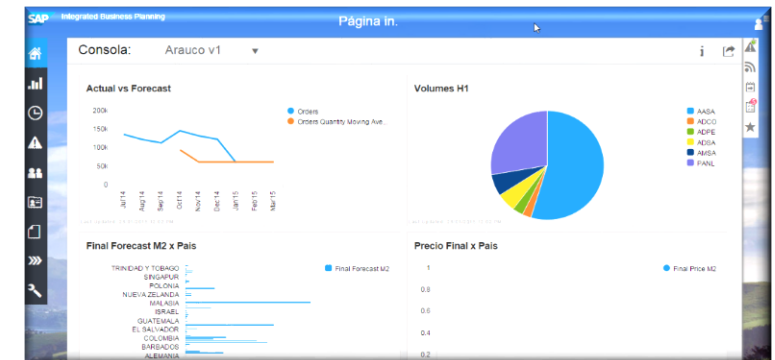 SAP Integrated Business Planning
Página in.
Consola: Arauco v1
Actual vs Forecast
200k
150k
100k
50k
0
Jul'14
Aug'14
Sep'14
Oct'14
Nov'14
Dec'14
Jan'15
Feb'15
Mar'15
Orders
Orders Quantity Moving Ave..
Volumes H1
AASA
ADCO
ADPE
ADSA
AMSA
PANL
Final Forecast M2 x Pais
TRINIDAD Y TOBAGO
SINGAPUR
POLONIA
NUEVA ZELANDA
MALASIA
ISRAEL
GUATEMALA
EL SALVADOR
COLOMBIA
BARBADOS
ALEMANIA
Final Forecast M2
Precio Final x Pais
1
0.8
0.6
0.4
0.2
Final Price M2